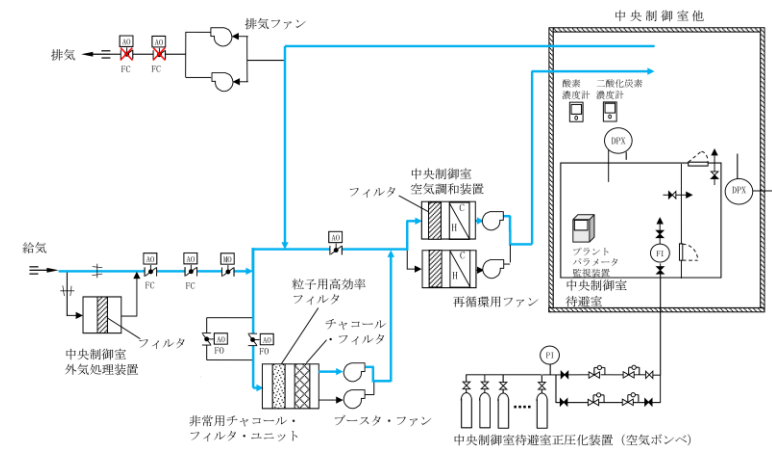 排気ファン
中央制御室他
排気
AO
AO
FC
FC
酸素
濃度計
二酸化炭素
濃度計
DPX
DPX
中央制御室
空気調和装置
フィルタ
C
H
C
H
再循環用ファン
プラント
パラメータ
監視装置
FI
中央制御室
待避室
給気
AO
AO
MO
FC
FC
AO
フィルタ
中央制御室
外気処理装置
粒子用高効率
フィルタ
チャコール
・フィルタ
AO
FO
AO
FO
非常用チャコール・
フィルタ・ユニット
ブースタ・ファン
PI
中央制御室待避室正圧化装置（空気ボンベ）